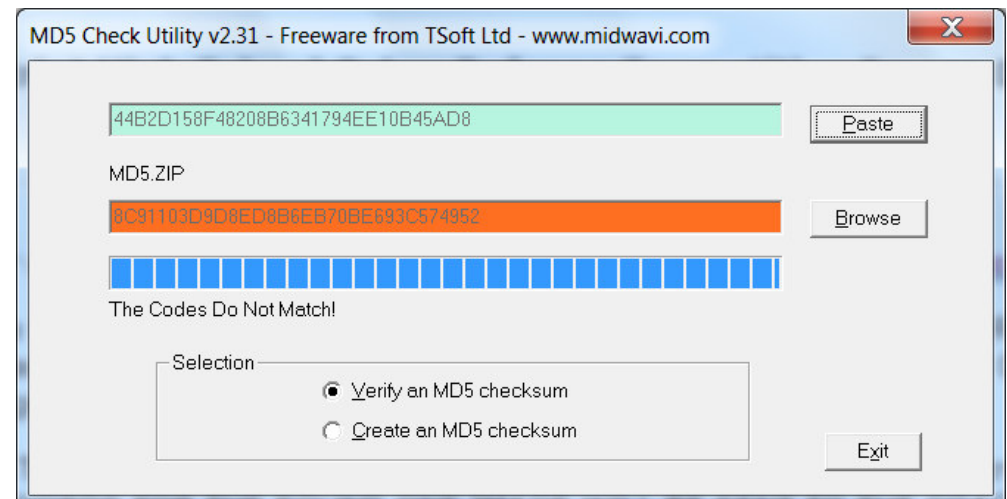 MD5 Check Utility v2.31 - Freeware from TSoft Ltd - www.midwavi.com
44B2D158F48208B6341794EE10B45AD8
Paste
MD5.ZIP
8C91103D9D8ED8B6EB70BE693C574952
Browse
The Codes Do Not Match!
Selection
Verify an MD5 checksum
Create an MD5 checksum
Exit